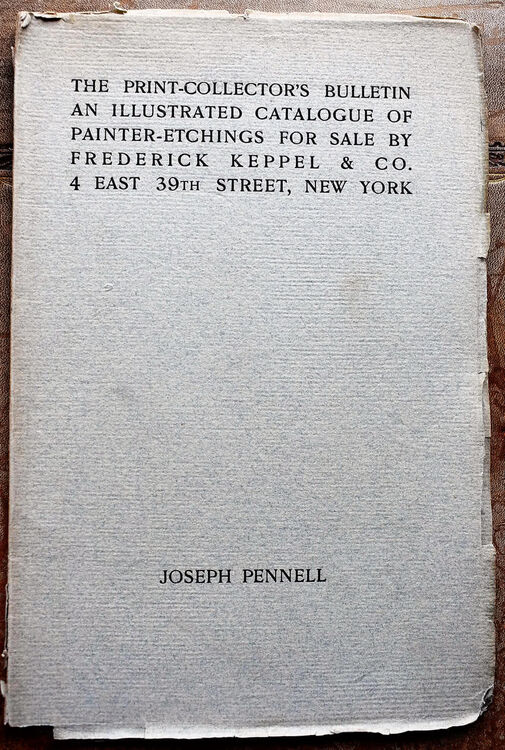 THE PRINT-COLLECTOR'S BULLETIN
AN ILLUSTRATED CATALOGUE OF
PAINTER-ETCHINGS FOR SALE BY
FREDERICK KEPPEL & CO.
4 EAST 39TH STREET, NEW YORK
JOSEPH PENNELL